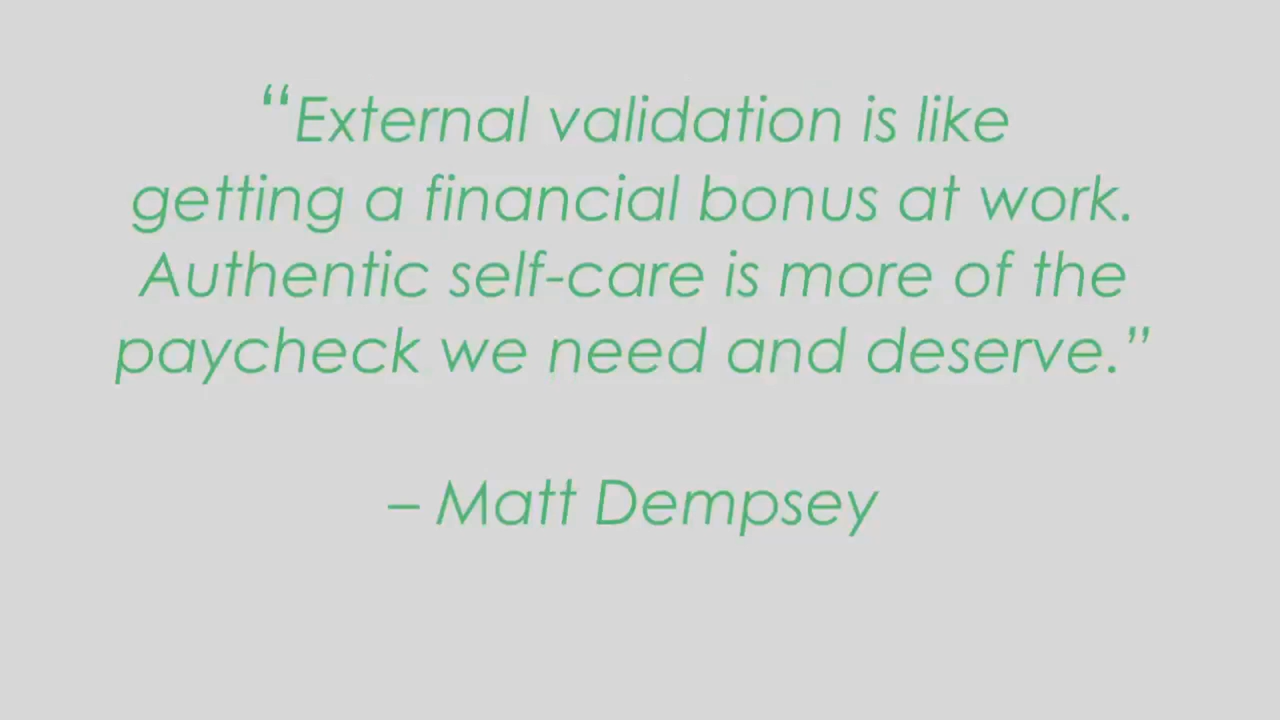 “External validation is like
getting a financial bonus at work.
Authentic self-care is more of the
paycheck we need and deserve.”
– Matt Dempsey